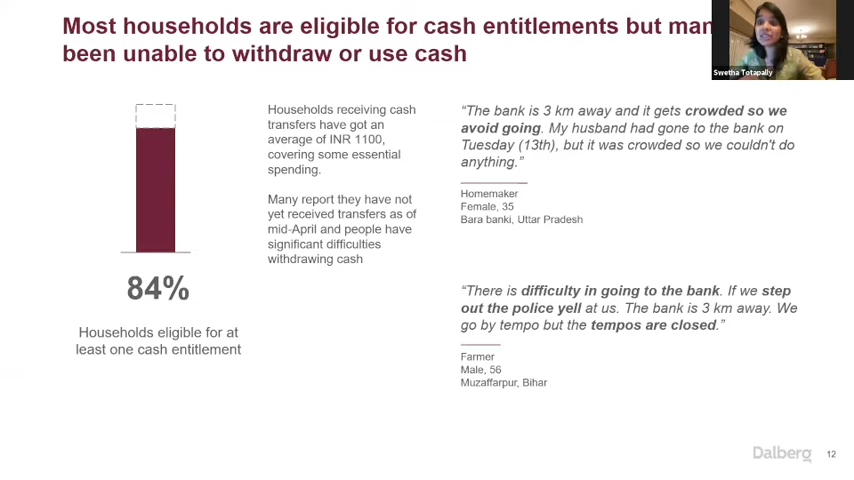 Most households are eligible for cash entitlements but
been unable to withdraw or use cash
Swetha Totapally
Households receiving cash
transfers have got an
average of INR 1100,
covering some essential
spending.
Many report they have not
yet received transfers as of
mid-April and people have
significant difficulties
withdrawing cash
84%
Households eligible for at
least one cash entitlement
“The bank is 3 km away and it gets crowded so we
avoid going. My husband had gone to the bank on
Tuesday (13th), but it was crowded so we couldn't do
anything.”
Homemaker
Female, 35
Bara banki, Uttar Pradesh
“There is difficulty in going to the bank. If we step
out the police yell at us. The bank is 3 km away. We
go by tempo but the tempos are closed.”
Farmer
Male, 56
Muzaffarpur, Bihar
Dalberg
12